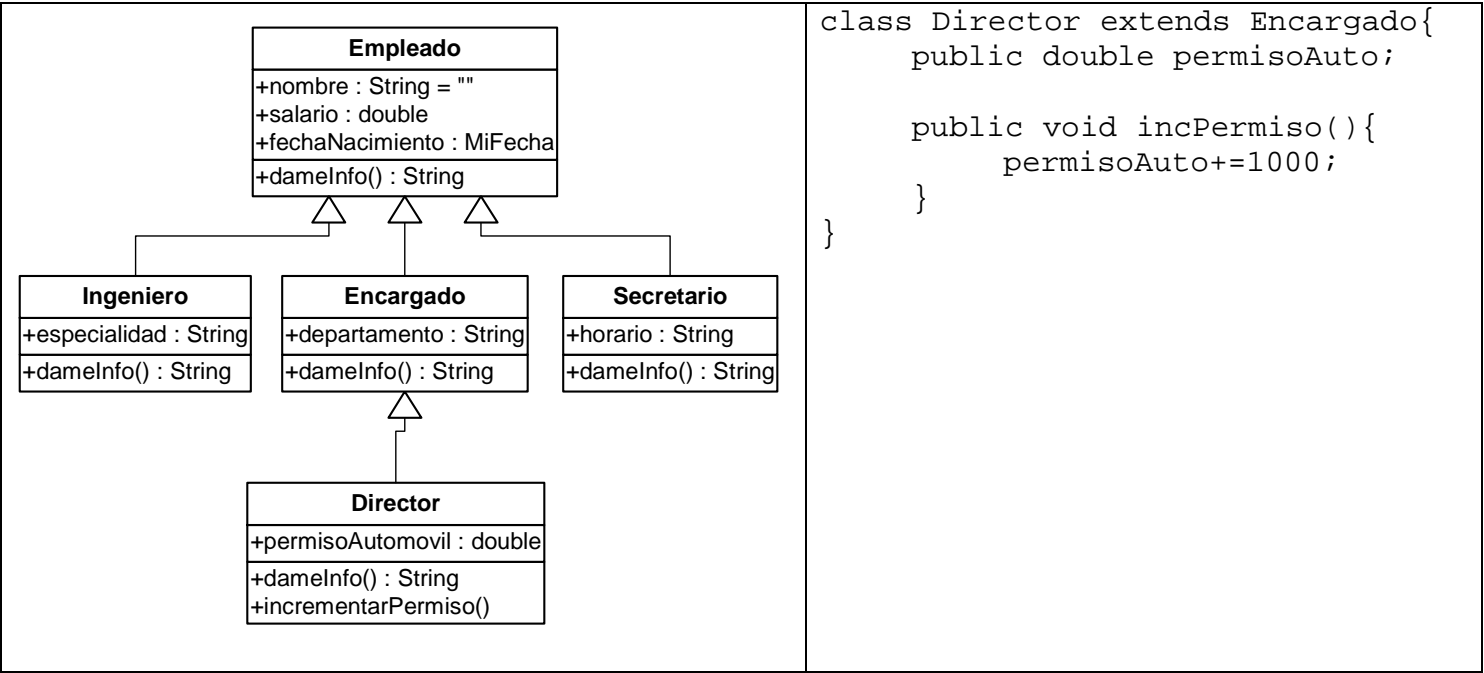 Empleado
+nombre : String = ""
+salario : double
+fechaNacimiento : MiFecha
+dameInfo() : String
Ingeniero
+especialidad : String
+dameInfo() : String
Encargado
+departamento : String
+dameInfo() : String
Secretario
+horario : String
+dameInfo() : String
Director
+permisoAutomovil : double
+dameInfo() : String
+incrementarPermiso()
class Director extends Encargado{
public double permisoAuto;
public void incPermiso(){
permisoAuto+=1000;
}
}